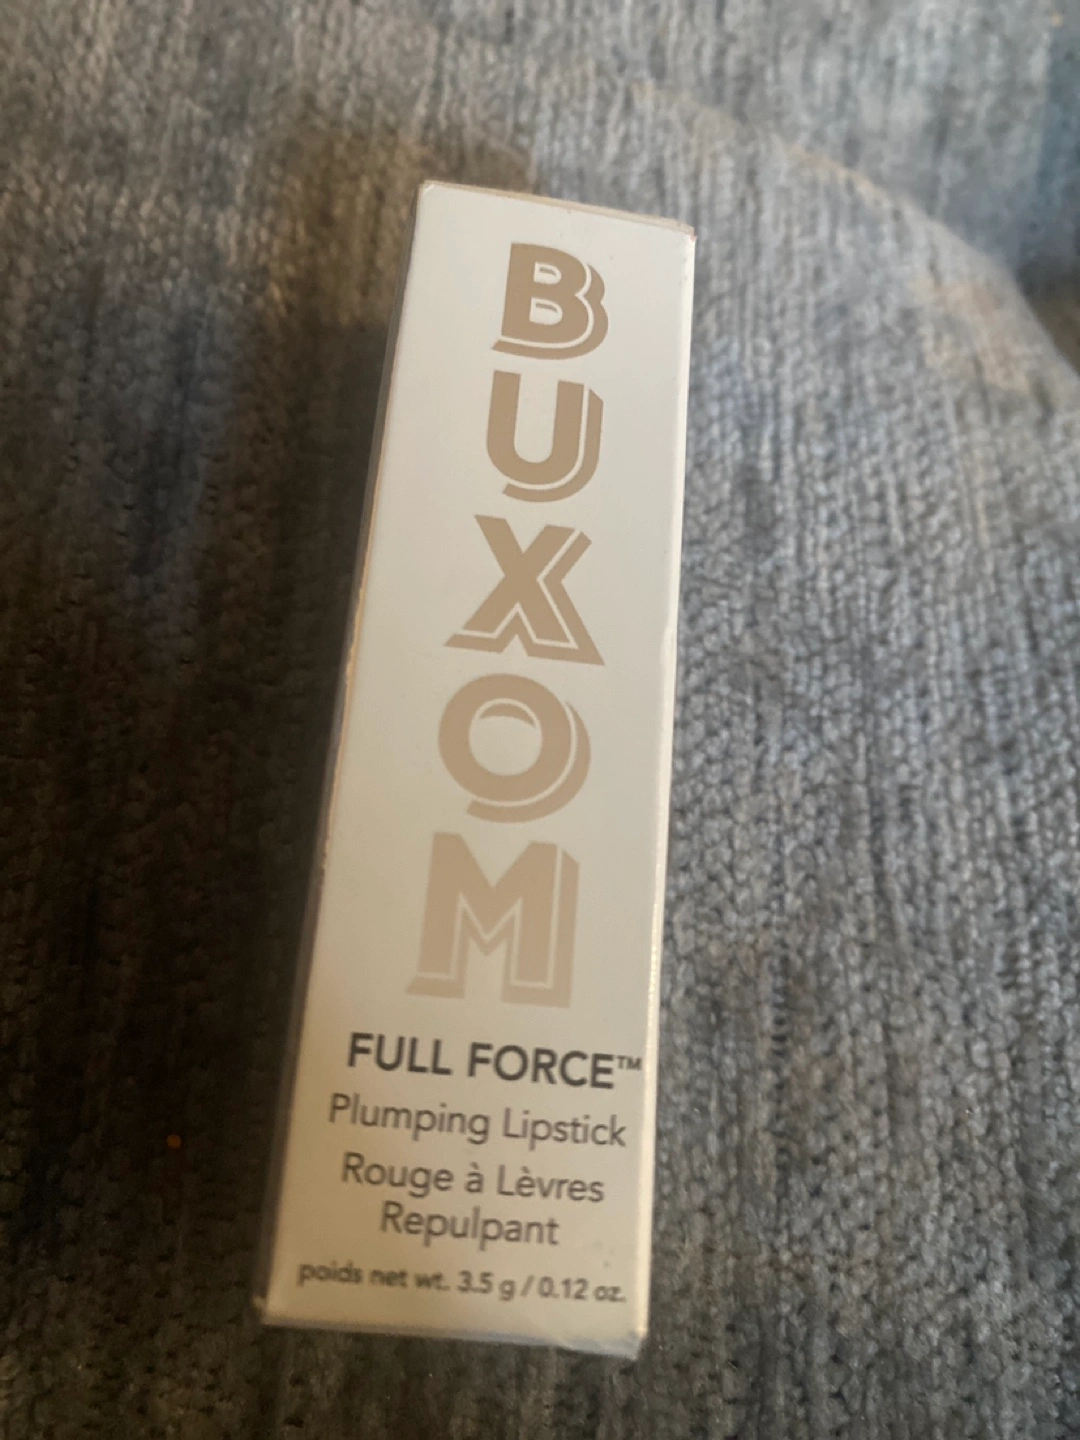 BUXOM
FULL FORCE™
Plumping Lipstick
Rouge à Lèvres
Repulpant
poids net wt. 3.5 g / 0.12 oz.